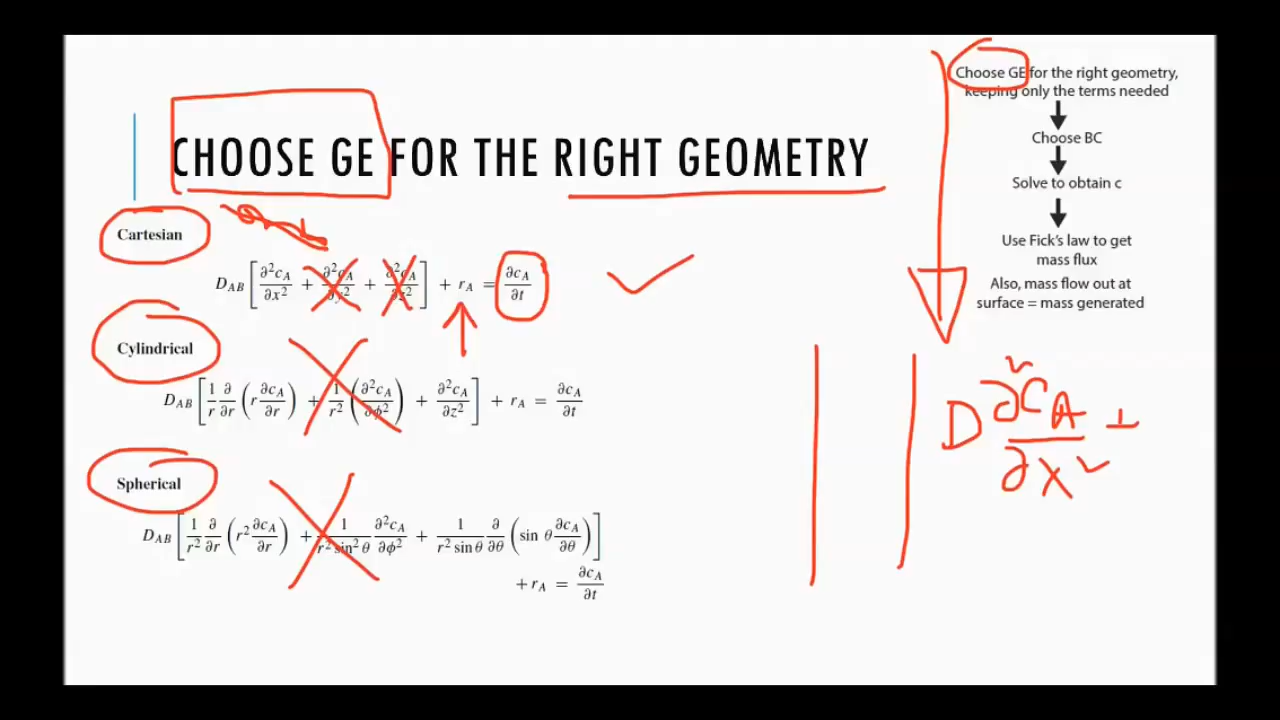 CHOOSE GE FOR THE RIGHT GEOMETRY
Cartesian
D_AB [∂²c_A/∂x² + ∂²c_A/∂y² + ∂²c_A/∂z²] + r_A = ∂c_A/∂t
Cylindrical
D_AB [1/r ∂/∂r (r ∂c_A/∂r) + 1/r² (∂²c_A/∂ϕ²) + ∂²c_A/∂z²] + r_A = ∂c_A/∂t
Spherical
D_AB [1/r² ∂/∂r (r² ∂c_A/∂r) + 1/(r² sin² θ) ∂²c_A/∂ϕ² + 1/(r² sin θ) ∂/∂θ (sin θ ∂c_A/∂θ)]
+ r_A = ∂c_A/∂t
Choose GE for the right geometry,
keeping only the terms needed
Choose BC
Solve to obtain c
Use Fick's law to get
mass flux
Also, mass flow out at
surface = mass generated
D ∂²C_A/∂x² +